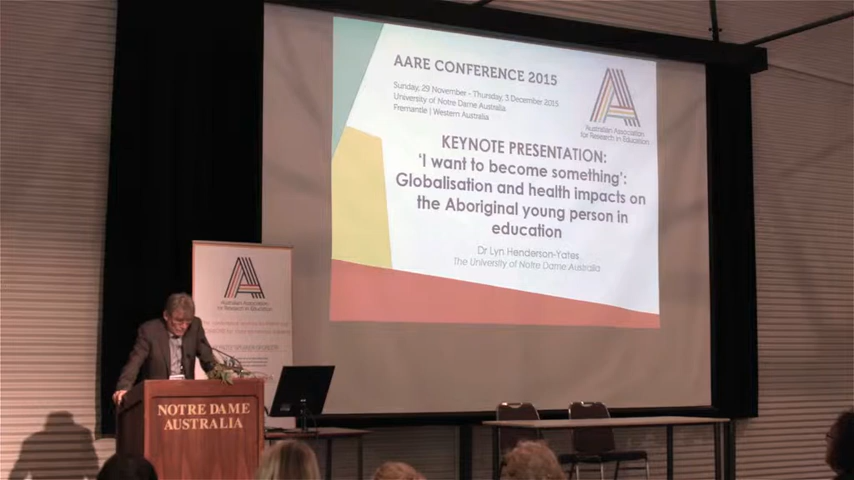 AARE CONFERENCE 2015
Sunday, 29 November - Thursday, 3 December 2015
University of Notre Dame Australia
Fremantle | Western Australia
Australian Association
for Research in Education
KEYNOTE PRESENTATION:
'I want to become something':
Globalisation and health impacts on
the Aboriginal young person in
education
Dr Lyn Henderson-Yates
The University of Notre Dame Australia
Australian Association
for Research in Education
NOTRE DAME
AUSTRALIA